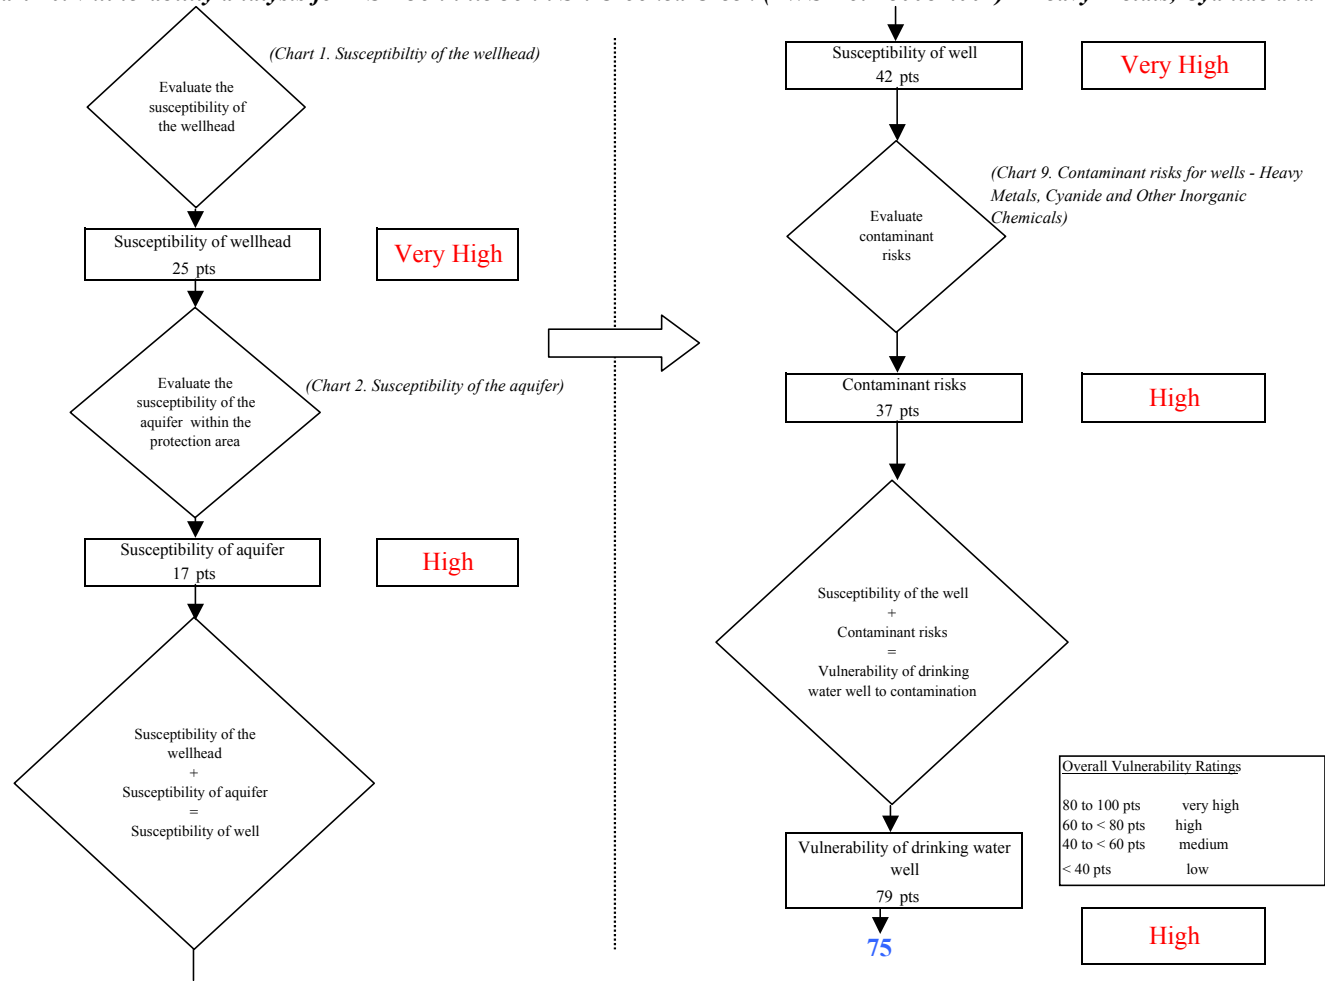 (Chart 1. Susceptibiltiy of the wellhead)
Evaluate the
susceptibility of
the wellhead
Susceptibility of wellhead
25 pts
Very High
Evaluate the
susceptibility of the
aquifer within the
protection area
(Chart 2. Susceptibility of the aquifer)
Susceptibility of aquifer
17 pts
High
Susceptibility of the
wellhead
+
Susceptibility of aquifer
=
Susceptibility of well
Susceptibility of well
42 pts
Very High
(Chart 9. Contaminant risks for wells - Heavy
Metals, Cyanide and Other Inorganic
Chemicals)
Evaluate
contaminant
risks
Contaminant risks
37 pts
High
Susceptibility of the well
+
Contaminant risks
=
Vulnerability of drinking
water well to contamination
Overall Vulnerability Ratings
80 to 100 pts very high
60 to < 80 pts high
40 to < 60 pts medium
< 40 pts low
Vulnerability of drinking water
well
79 pts
75
High